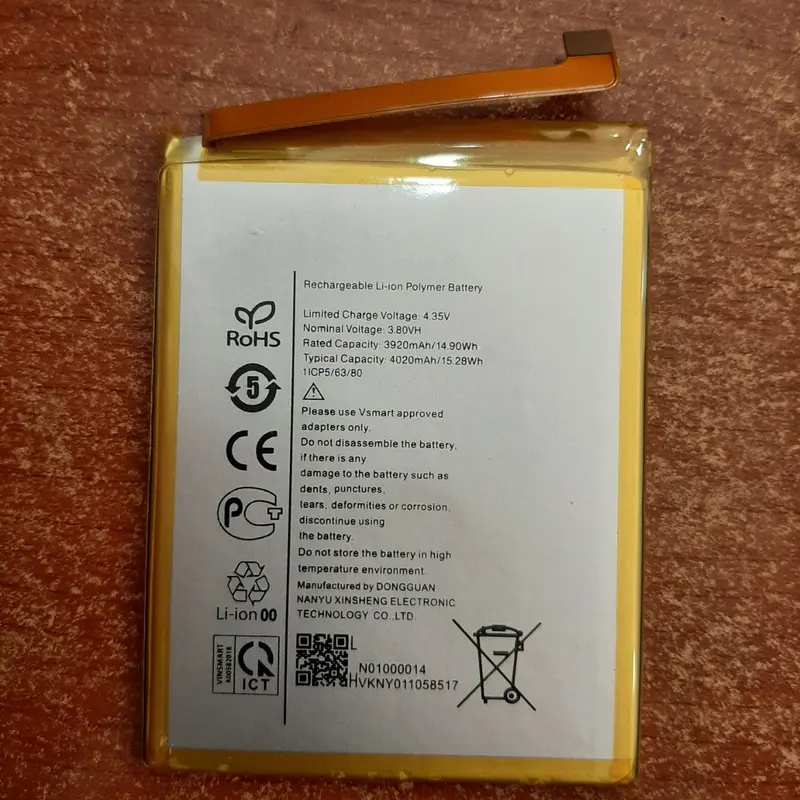 Rechargeable Li-ion Polymer Battery
Limited Charge Voltage: 4.35V
Nominal Voltage: 3.80VH
Rated Capacity: 3920mAh/14.90Wh
Typical Capacity: 4020mAh/15.28Wh
1ICP5/63/80
Please use Vsmart approved
adapters only.
Do not disassemble the battery,
if there is any
damage to the battery such as
dents, punctures,
tears, deformities or corrosion,
discontinue using
the battery.
Do not store the battery in high
temperature environment.
Manufactured by DONGGUAN
NANYU XINSHENG ELECTRONIC
TECHNOLOGY CO.,LTD.
L
N01000014
HVKNY011058517
RoHS
5
CE
PCT
Li-ion 00
VINSMART
A00582018
ICT